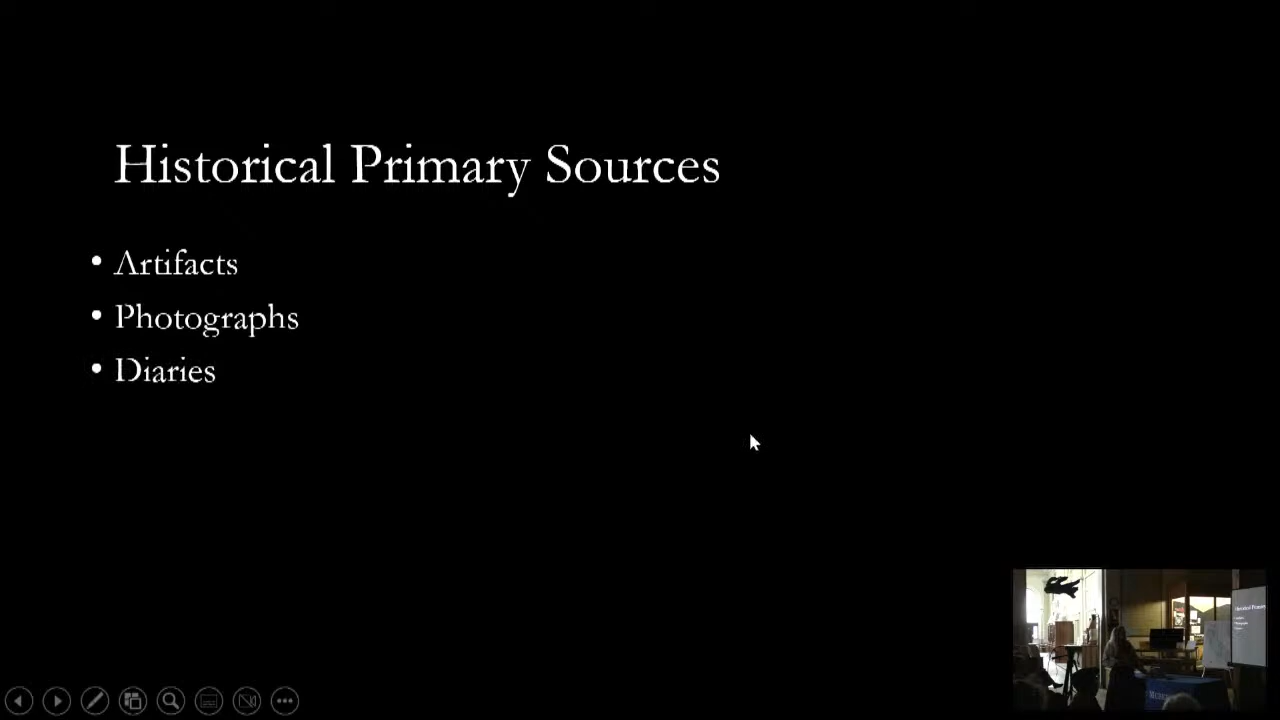 Historical Primary Sources
• Artifacts
• Photographs
• Diaries